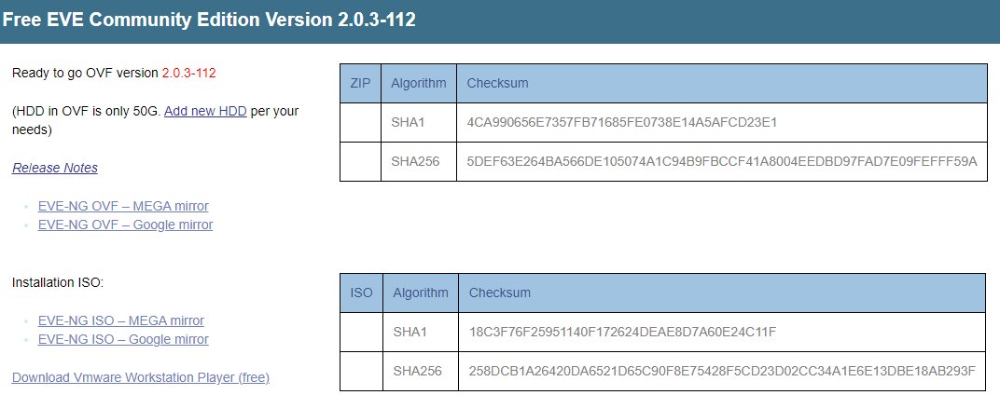 Free EVE Community Edition Version 2.0.3-112
Ready to go OVF version 2.0.3-112
(HDD in OVF is only 50G. Add new HDD per your
needs)
Release Notes
EVE-NG OVF – MEGA mirror
EVE-NG OVF – Google mirror
ZIP Algorithm Checksum
SHA1 4CA990656E7357FB71685FE0738E14A5AFCD23E1
SHA256 5DEF63E264BA566DE105074A1C94B9FBCCF41A8004EEDBD97FAD7E09FEFFF59A
Installation ISO:
EVE-NG ISO – MEGA mirror
EVE-NG ISO – Google mirror
Download Vmware Workstation Player (free)
ISO Algorithm Checksum
SHA1 18C3F76F25951140F172624DEAE8D7A60E24C11F
SHA256 258DCB1A26420DA6521D65C90F8E75428F5CD23D02CC34A1E6E13DBE18AB293F